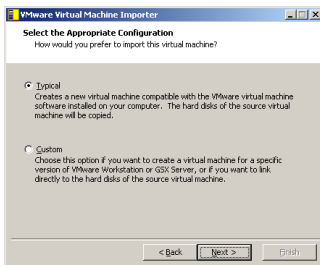 VMware Virtual Machine Importer
Select the Appropriate Configuration
How would you prefer to import this virtual machine?
Typical
Creates a new virtual machine compatible with the VMware virtual machine
software installed on your computer. The hard disks of the source virtual
machine will be copied.
Custom
Choose this option if you want to create a virtual machine for a specific
version of VMware Workstation or GSX Server, or if you want to link
directly to the hard disks of the source virtual machine.
< Back Next > Finish